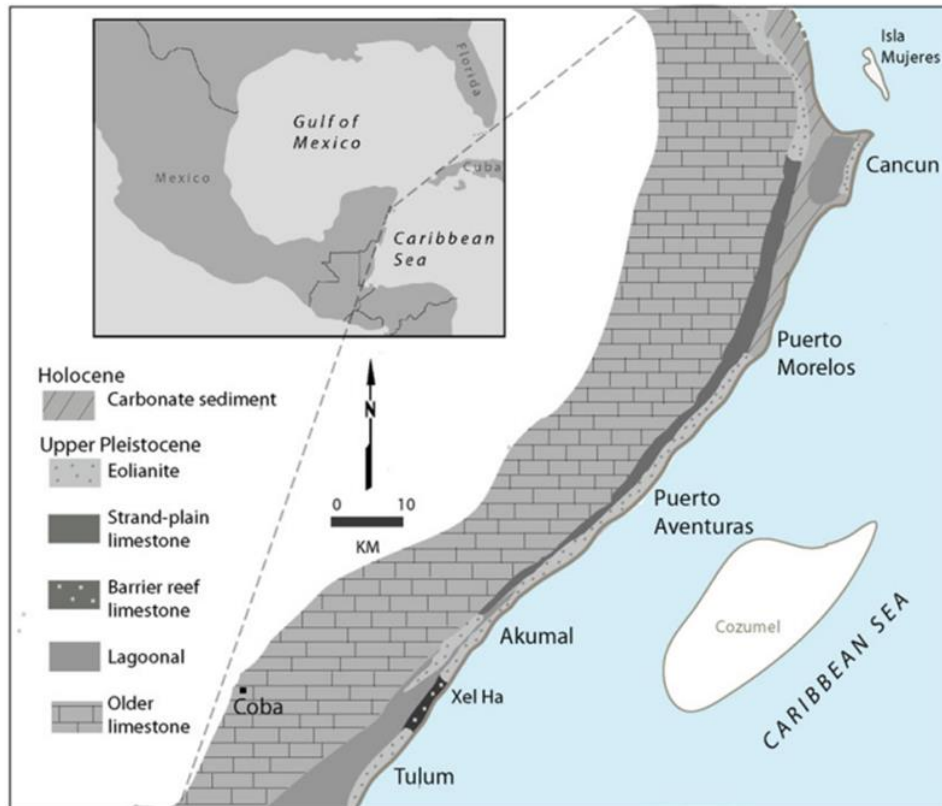 Gulf of
Mexico
Florida
Mexico
Cuba
Caribbean
Sea
Isla
Mujeres
Cancun
Puerto
Morelos
Holocene
Carbonate sediment
Upper Pleistocene
Eolianite
Strand-plain
limestone
Barrier reef
limestone
Lagoonal
Older
limestone
N
0 10
KM
Puerto
Aventuras
Cozumel
CARIBBEAN SEA
Akumal
Xel Ha
Coba
Tulum